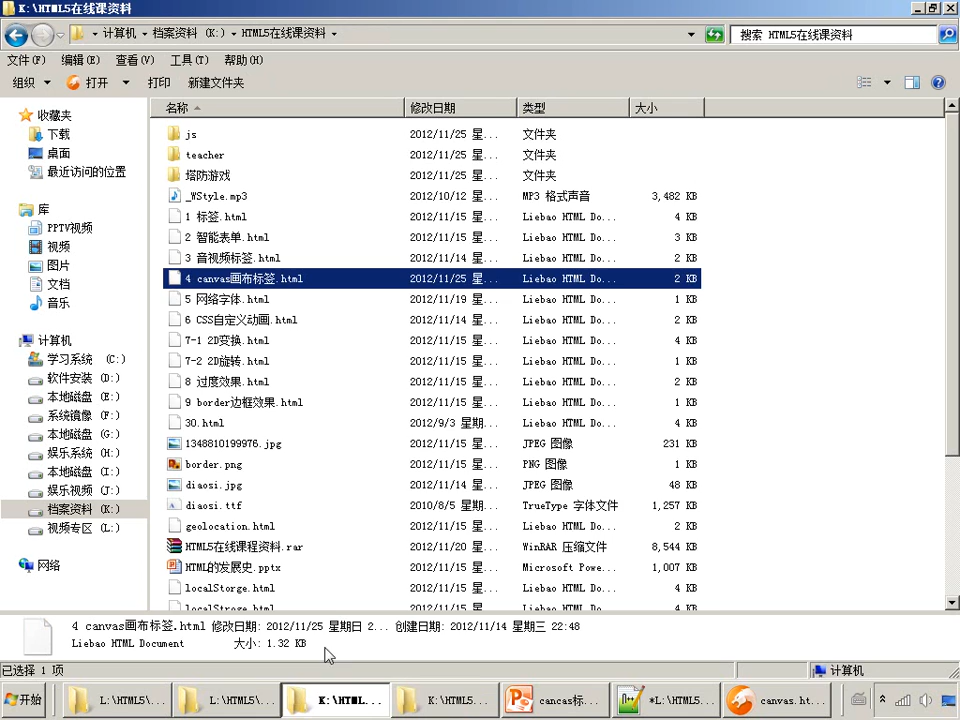 K:\HTML5在线课资料
计算机 档案资料 (K:) HTML5在线课资料
搜索 HTML5在线课资料
文件(F) 编辑(E) 查看(V) 工具(T) 帮助(H)
组织 打开 打印 新建文件夹
名称 修改日期 类型 大小
收藏夹
下载
桌面
最近访问的位置
库
PPTV视频
视频
图片
文档
音乐
计算机
学习系统 (C:)
软件安装 (D:)
本地磁盘 (E:)
系统镜像 (F:)
本地磁盘 (G:)
娱乐系统 (H:)
本地磁盘 (I:)
娱乐视频 (J:)
档案资料 (K:)
视频专区 (L:)
网络
js 2012/11/25 星... 文件夹
teacher 2012/11/25 星... 文件夹
塔防游戏 2012/11/25 星... 文件夹
_WStyle.mp3 2012/10/12 星... MP3 格式声音 3,482 KB
1 标签.html 2012/11/15 星... Liebao HTML Do... 4 KB
2 智能表单.html 2012/11/15 星... Liebao HTML Do... 3 KB
3 音视频标签.html 2012/11/14 星... Liebao HTML Do... 2 KB
4 canvas画布标签.html 2012/11/25 星... Liebao HTML Do... 2 KB
5 网络字体.html 2012/11/19 星... Liebao HTML Do... 1 KB
6 CSS自定义动画.html 2012/11/14 星... Liebao HTML Do... 2 KB
7-1 2D变换.html 2012/11/15 星... Liebao HTML Do... 4 KB
7-2 2D旋转.html 2012/11/15 星... Liebao HTML Do... 1 KB
8 过度效果.html 2012/11/15 星... Liebao HTML Do... 2 KB
9 border边框效果.html 2012/11/15 星... Liebao HTML Do... 1 KB
30.html 2012/9/3 星期... Liebao HTML Do... 4 KB
1348810199976.jpg 2012/11/15 星... JPEG 图像 231 KB
border.png 2012/11/15 星... PNG 图像 1 KB
diaosi.jpg 2012/11/14 星... JPEG 图像 48 KB
diaosi.ttf 2010/8/5 星期... TrueType 字体文件 1,257 KB
geolocation.html 2012/11/15 星... Liebao HTML Do... 2 KB
HTML5在线课程资料.rar 2012/11/20 星... WinRAR 压缩文件 8,544 KB
HTML的发展史.pptx 2012/11/15 星... Microsoft Powe... 1,007 KB
localStorge.html 2012/11/15 星... Liebao HTML Do... 4 KB
localStroge.html 2012/11/15 星... Liebao HTML Do... 4 KB
4 canvas画布标签.html 修改日期: 2012/11/25 星期日 2... 创建日期: 2012/11/14 星期三 22:48
Liebao HTML Document 大小: 1.32 KB
已选择 1 项 计算机
开始 L:\HTML5\... L:\HTML5\... K:\HTML... K:\HTML5... cancas标... *L:\HTML5... canvas.ht...